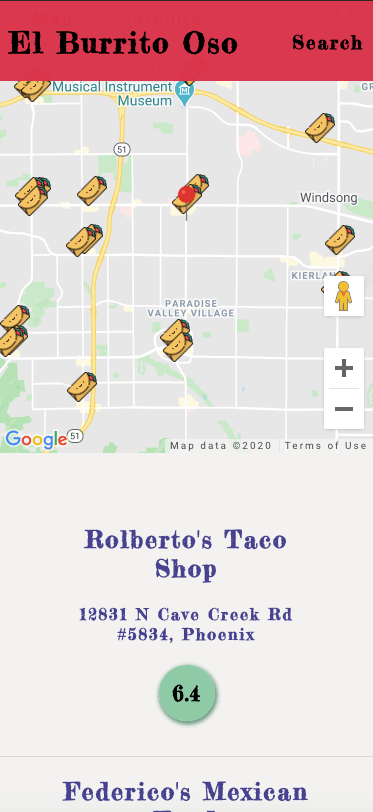 El Burrito Oso
Search
Musical Instrument
Museum
51
Windsong
KIERLAN
PARADISE
VALLEY VILLAGE
Google
51
Map data ©2020
Terms of Use
Rolberto's Taco
Shop
12831 N Cave Creek Rd
#5834, Phoenix
6.4
Federico's Mexican